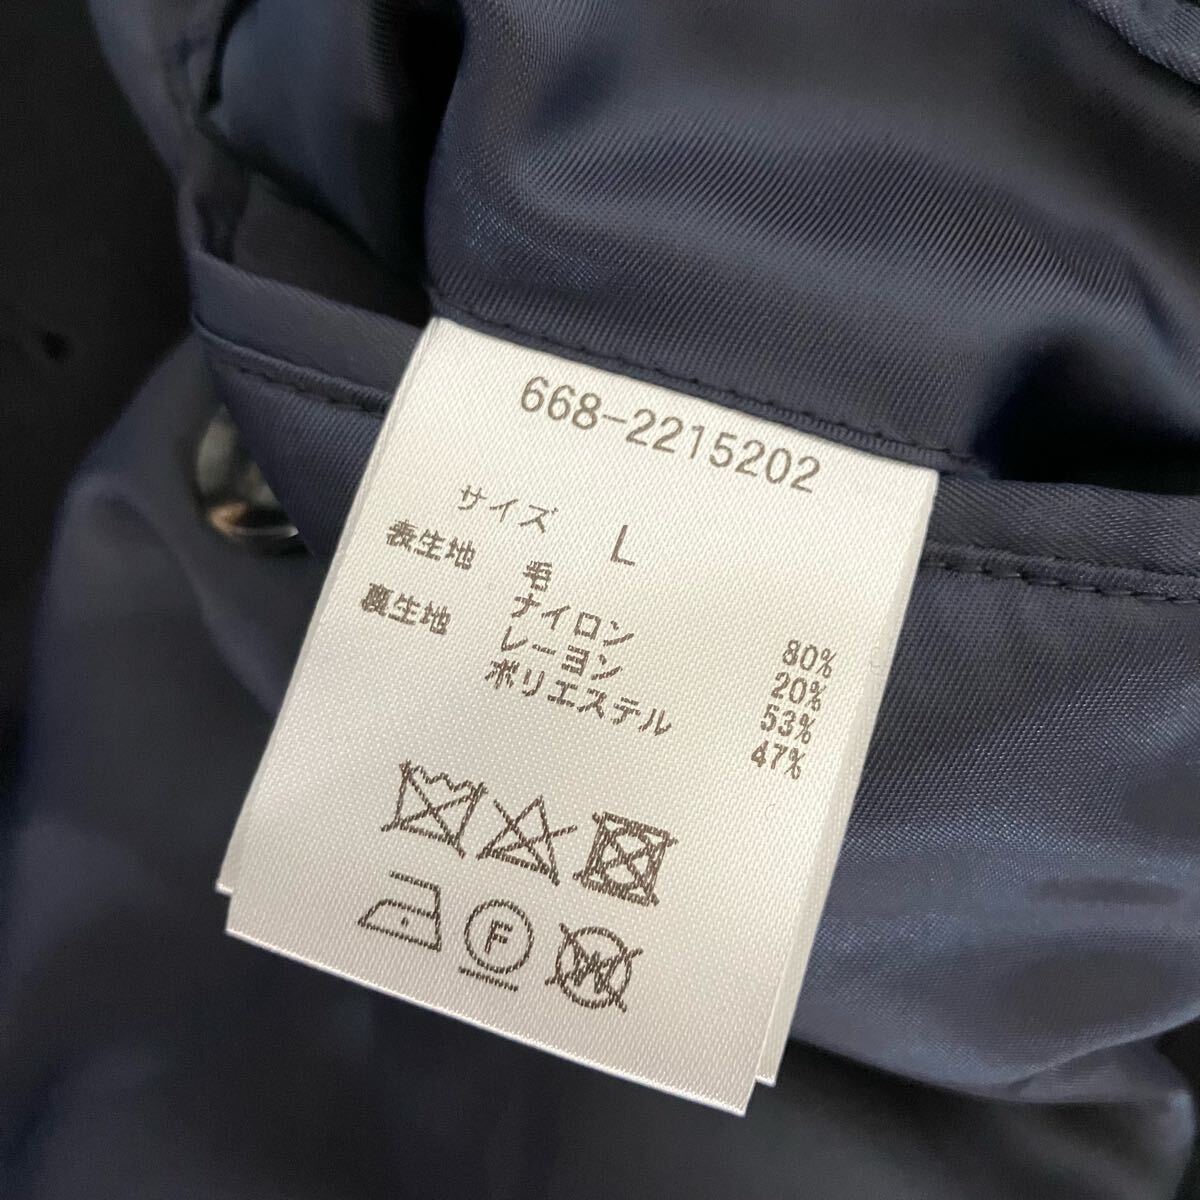 668-2215202
サイズ L
表生地 毛 80%
ナイロン 20%
裏生地 レーヨン 53%
ポリエステル 47%
F
W